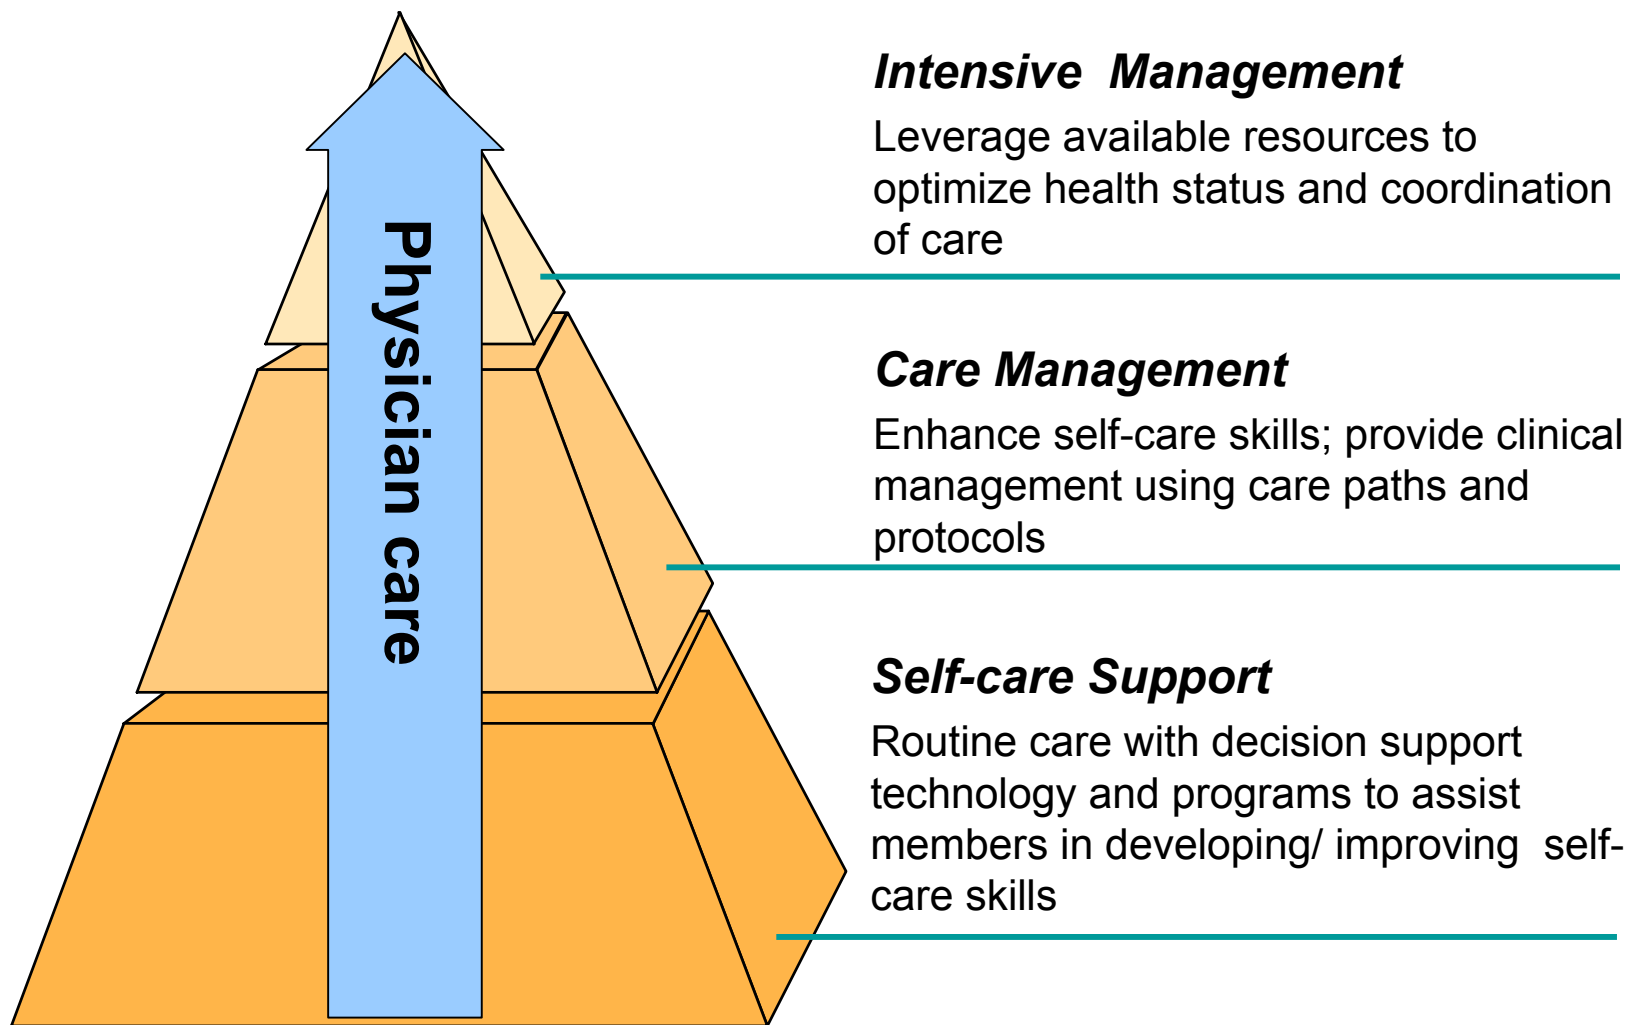 Intensive  Management
Leverage available resources to
optimize health status and coordination
of care
Physician care
Care Management
Enhance self-care skills; provide clinical
management using care paths and
protocols
Self-care Support
Routine care with decision support
technology and programs to assist
members in developing/ improving  self-
care skills